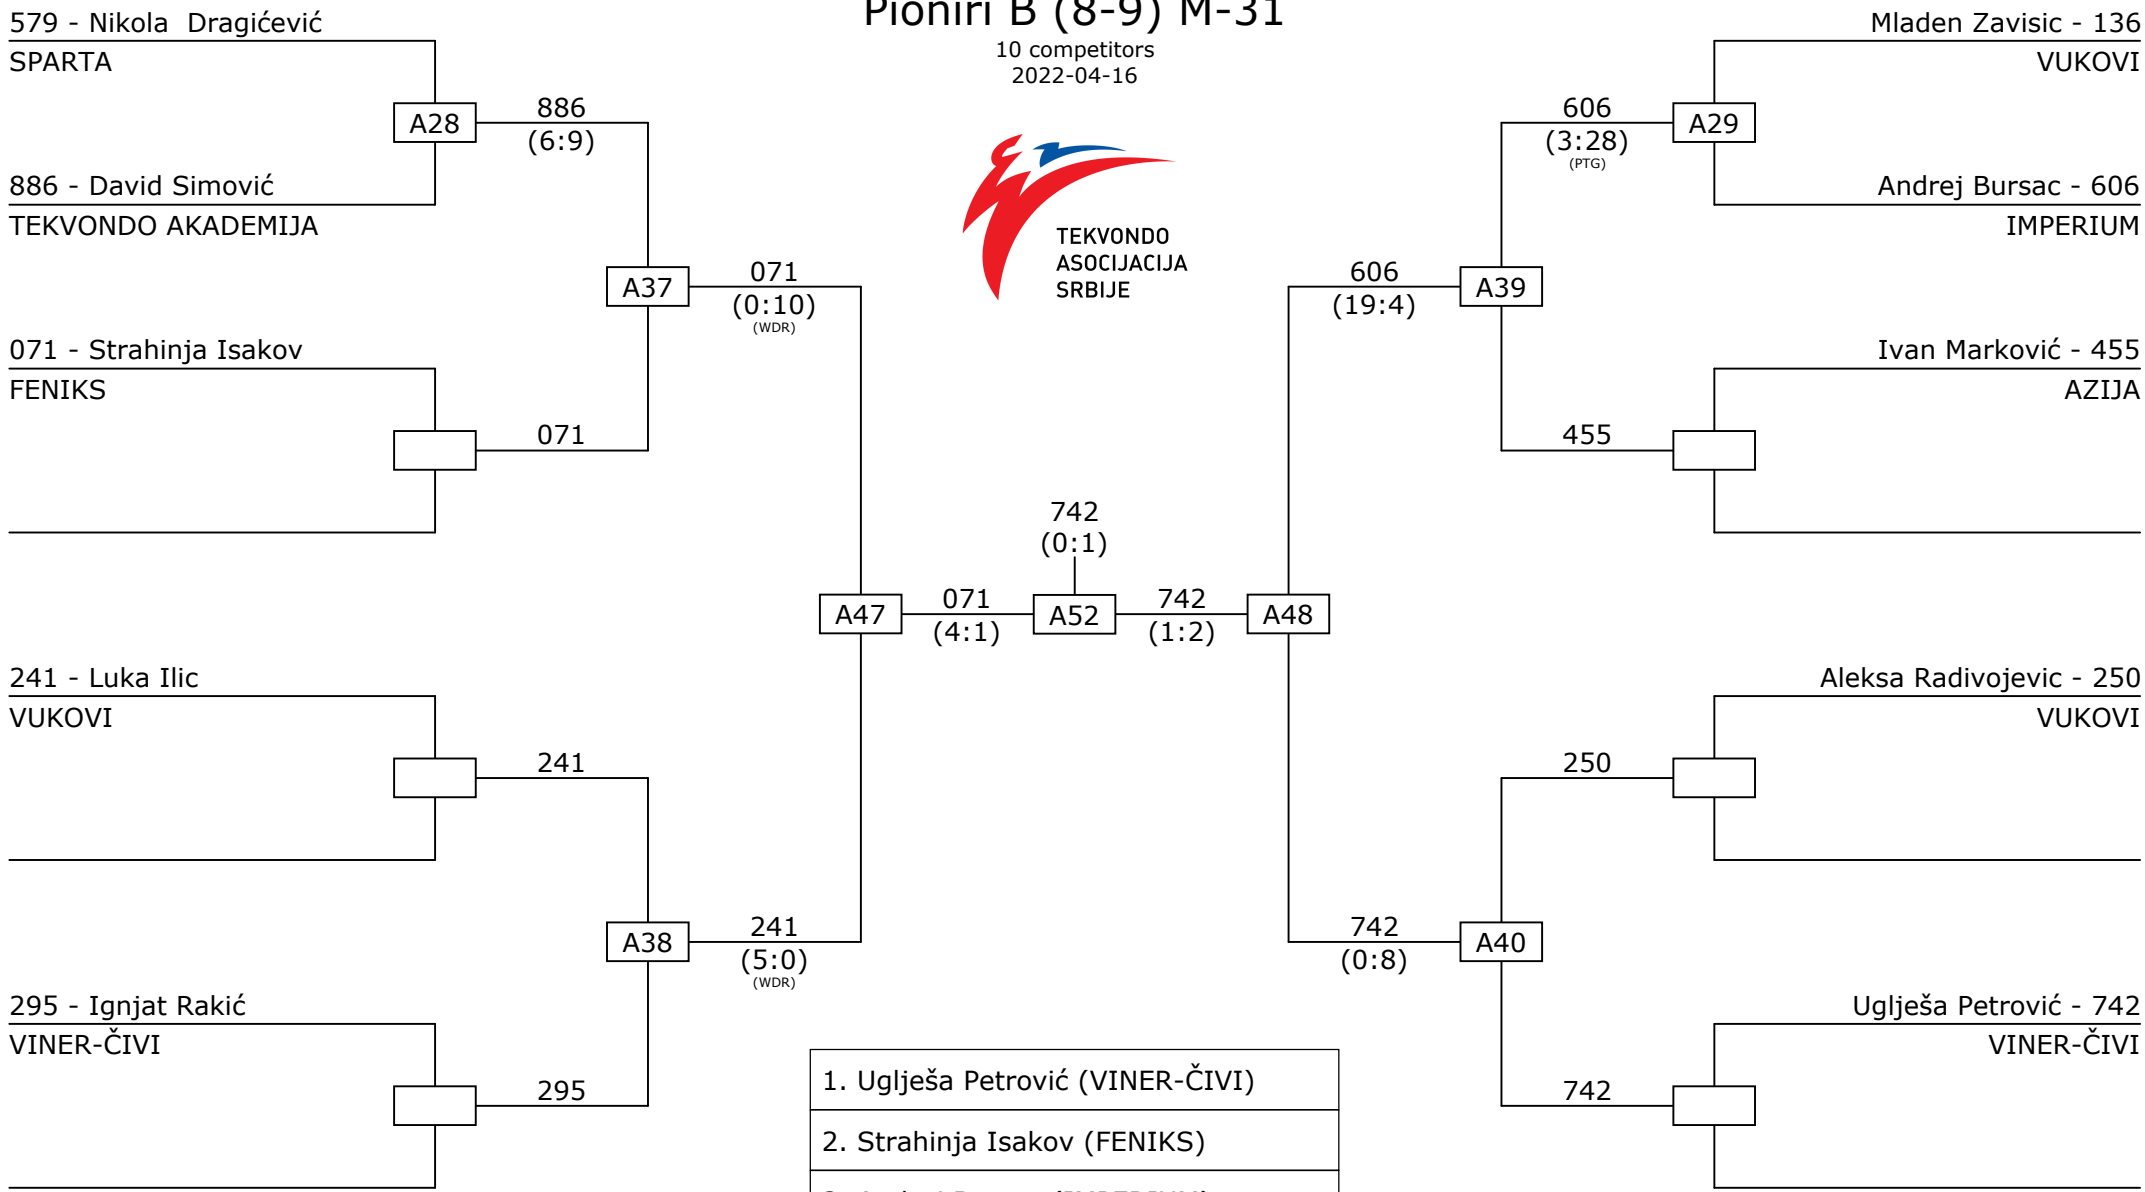 Pioniri B (8-9) M-31
10 competitors
2022-04-16
TEKVONDO
ASOCIJACIJA
SRBIJE
579 - Nikola  Dragićević
SPARTA
A28
886
(6:9)
886 - David Simović
TEKVONDO AKADEMIJA
A37
071
(0:10)
(WDR)
071 - Strahinja Isakov
FENIKS
071
A47
071
(4:1)
241 - Luka Ilic
VUKOVI
241
A38
241
(5:0)
(WDR)
295 - Ignjat Rakić
VINER-ČIVI
295
742
(0:1)
A52
Mladen Zavisic - 136
VUKOVI
606
(3:28)
(PTG)
A29
Andrej Bursac - 606
IMPERIUM
606
(19:4)
A39
Ivan Marković - 455
AZIJA
455
742
(1:2)
A48
Aleksa Radivojevic - 250
VUKOVI
250
742
(0:8)
A40
Uglješa Petrović - 742
VINER-ČIVI
742
1. Uglješa Petrović (VINER-ČIVI)
2. Strahinja Isakov (FENIKS)